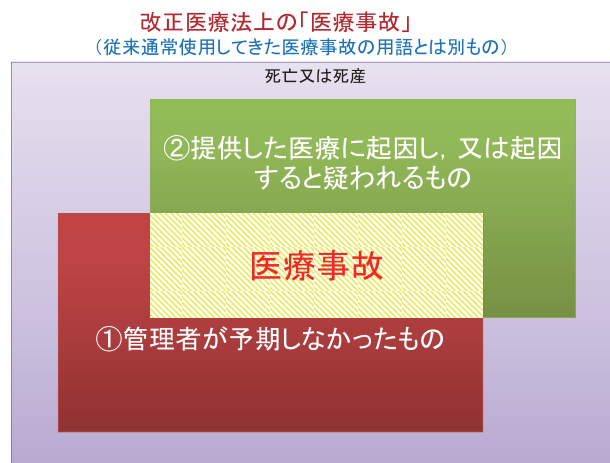 改正医療法上の「医療事故」
（従来通常使用してきた医療事故の用語とは別もの）
死亡又は死産
②提供した医療に起因し，又は起因
すると疑われるもの
医療事故
①管理者が予期しなかったもの